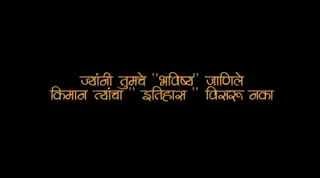 ज्यांनी तुमचे "भविष्य" जाणिले
किमान त्यांचा " इतिहास " विसरू नका